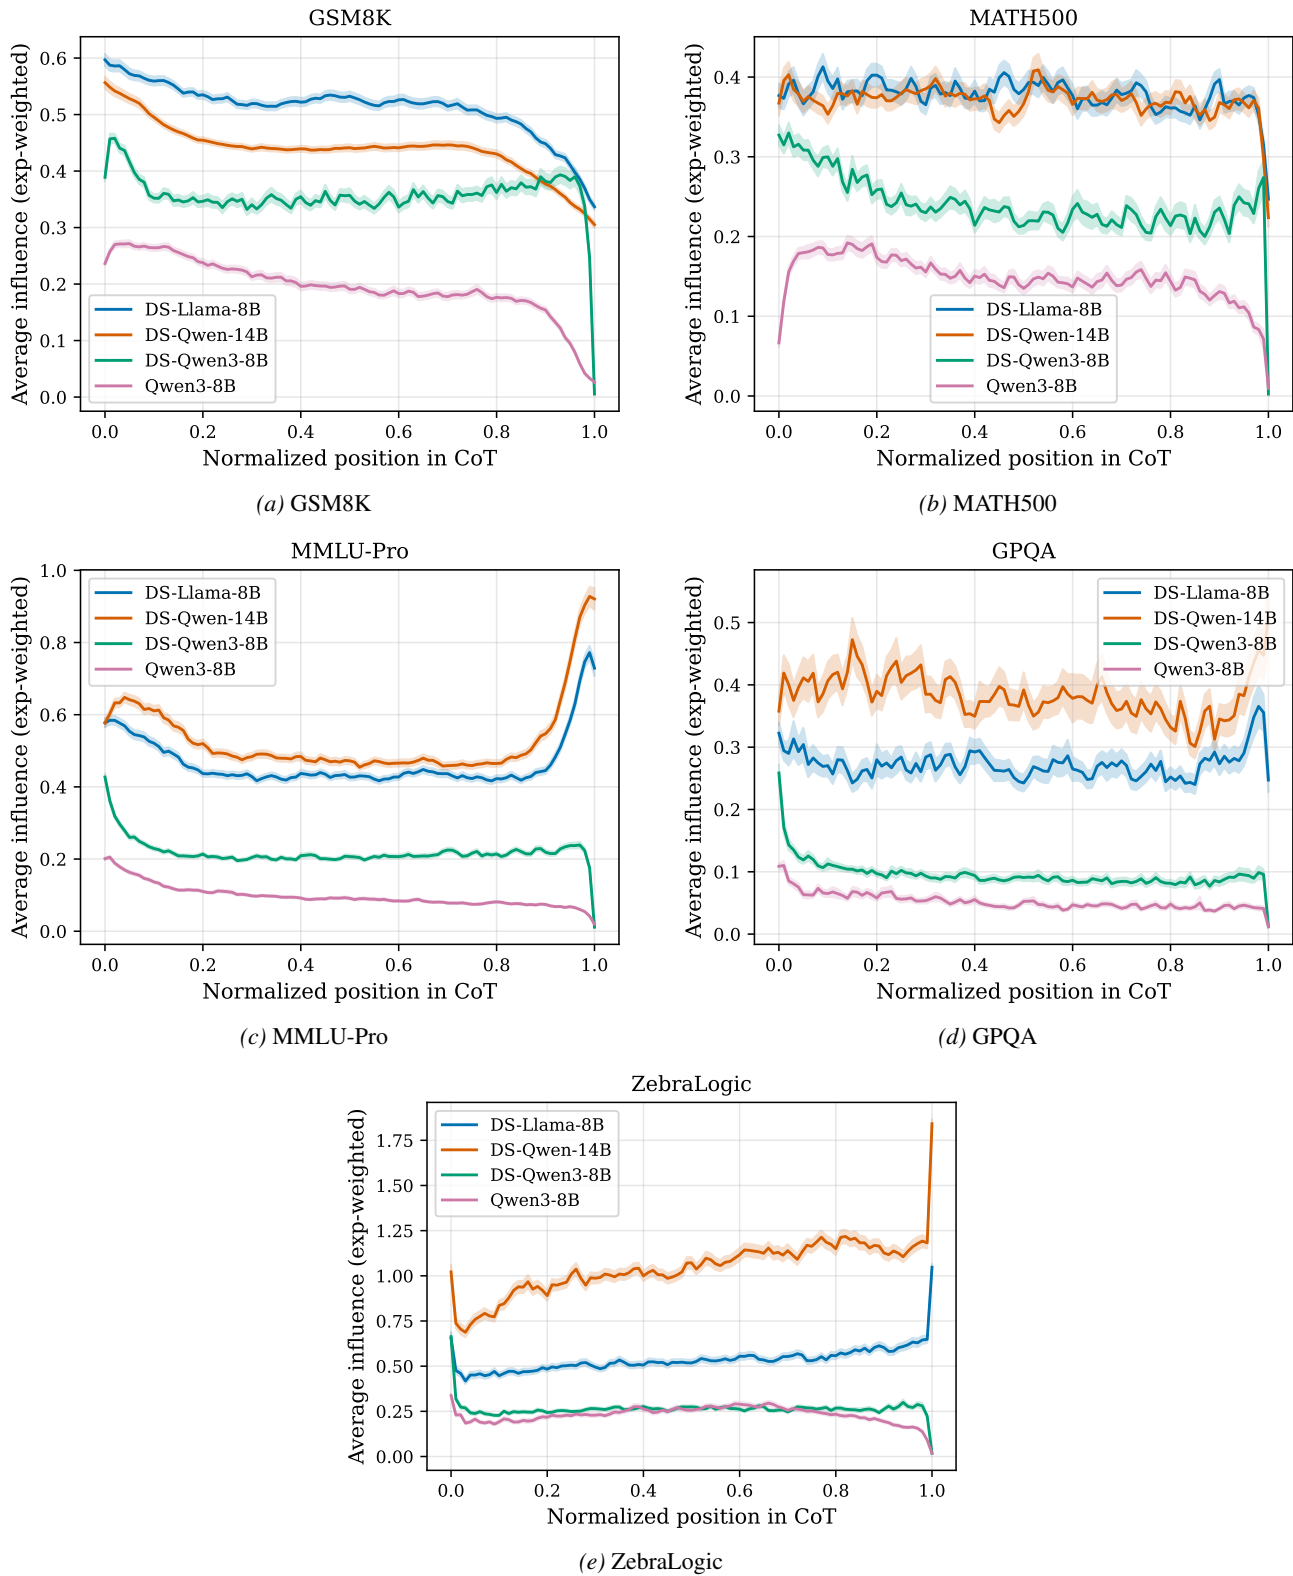 GSM8K
Average influence (exp-weighted)
0.6
0.5
0.4
0.3
0.2
0.1
0.0
DS-Llama-8B
DS-Qwen-14B
DS-Qwen3-8B
Qwen3-8B
0.0 0.2 0.4 0.6 0.8 1.0
Normalized position in CoT
(a) GSM8K
MATH500
Average influence (exp-weighted)
0.4
0.3
0.2
0.1
0.0
DS-Llama-8B
DS-Qwen-14B
DS-Qwen3-8B
Qwen3-8B
0.0 0.2 0.4 0.6 0.8 1.0
Normalized position in CoT
(b) MATH500
MMLU-Pro
Average influence (exp-weighted)
1.0
0.8
0.6
0.4
0.2
0.0
DS-Llama-8B
DS-Qwen-14B
DS-Qwen3-8B
Qwen3-8B
0.0 0.2 0.4 0.6 0.8 1.0
Normalized position in CoT
(c) MMLU-Pro
GPQA
Average influence (exp-weighted)
0.5
0.4
0.3
0.2
0.1
0.0
DS-Llama-8B
DS-Qwen-14B
DS-Qwen3-8B
Qwen3-8B
0.0 0.2 0.4 0.6 0.8 1.0
Normalized position in CoT
(d) GPQA
ZebraLogic
Average influence (exp-weighted)
1.75
1.50
1.25
1.00
0.75
0.50
0.25
0.00
DS-Llama-8B
DS-Qwen-14B
DS-Qwen3-8B
Qwen3-8B
0.0 0.2 0.4 0.6 0.8 1.0
Normalized position in CoT
(e) ZebraLogic